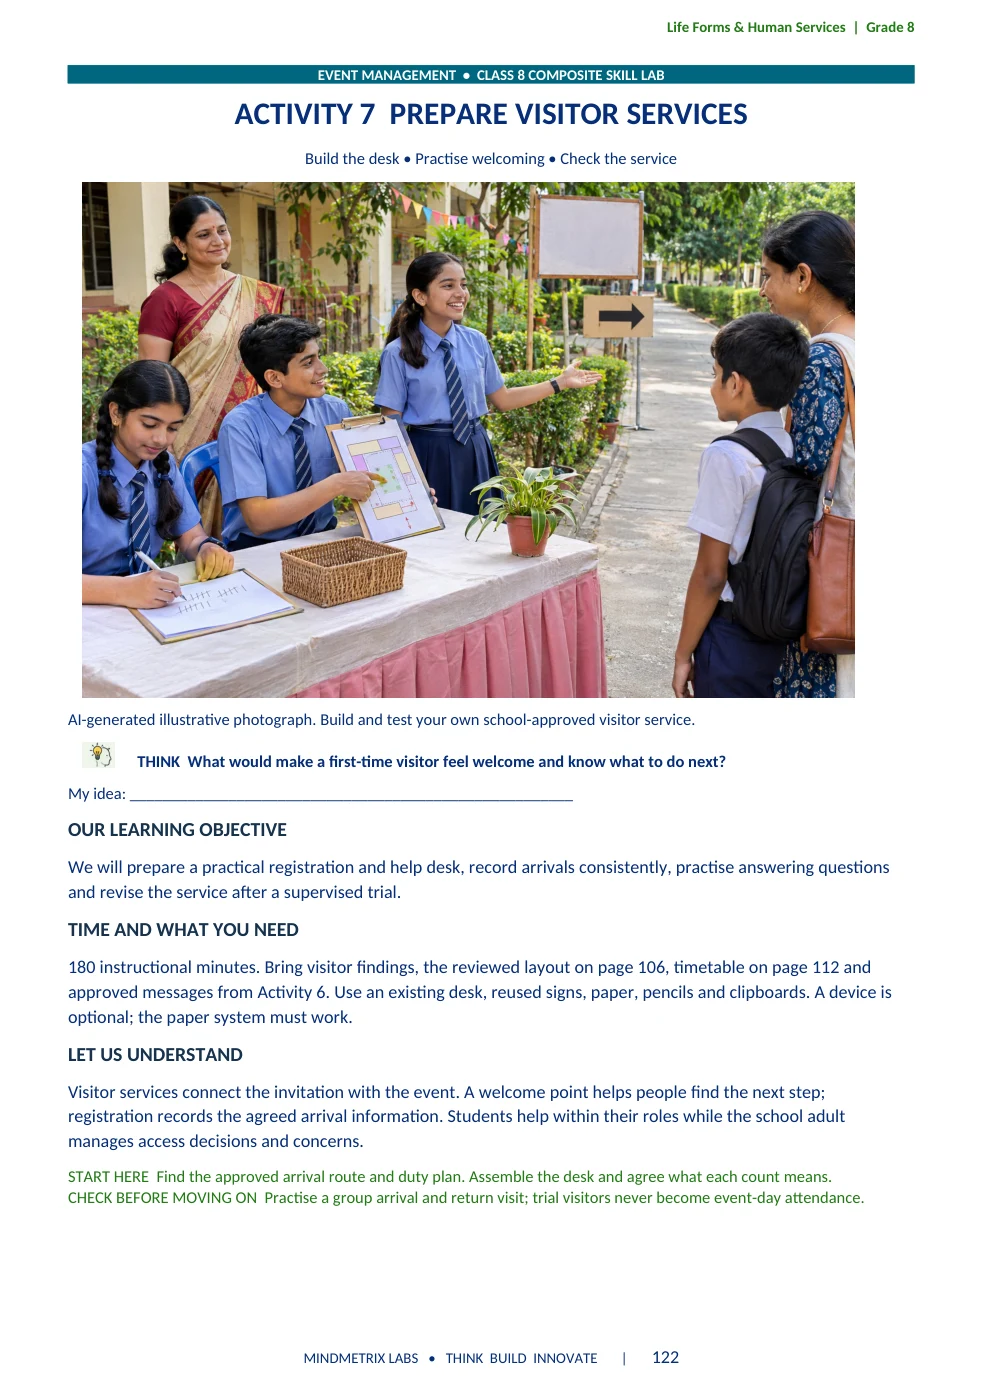 Life Forms & Human Services | Grade 8
EVENT MANAGEMENT ● CLASS 8 COMPOSITE SKILL LAB
ACTIVITY 7 PREPARE VISITOR SERVICES
Build the desk • Practise welcoming • Check the service
AI-generated illustrative photograph. Build and test your own school-approved visitor service.
THINK What would make a first-time visitor feel welcome and know what to do next?
My idea: ______________________________________________________
OUR LEARNING OBJECTIVE
We will prepare a practical registration and help desk, record arrivals consistently, practise answering questions
and revise the service after a supervised trial.
TIME AND WHAT YOU NEED
180 instructional minutes. Bring visitor findings, the reviewed layout on page 106, timetable on page 112 and
approved messages from Activity 6. Use an existing desk, reused signs, paper, pencils and clipboards. A device is
optional; the paper system must work.
LET US UNDERSTAND
Visitor services connect the invitation with the event. A welcome point helps people find the next step;
registration records the agreed arrival information. Students help within their roles while the school adult
manages access decisions and concerns.
START HERE Find the approved arrival route and duty plan. Assemble the desk and agree what each count means.
CHECK BEFORE MOVING ON Practise a group arrival and return visit; trial visitors never become event-day attendance.
MINDMETRIX LABS ● THINK BUILD INNOVATE | 122